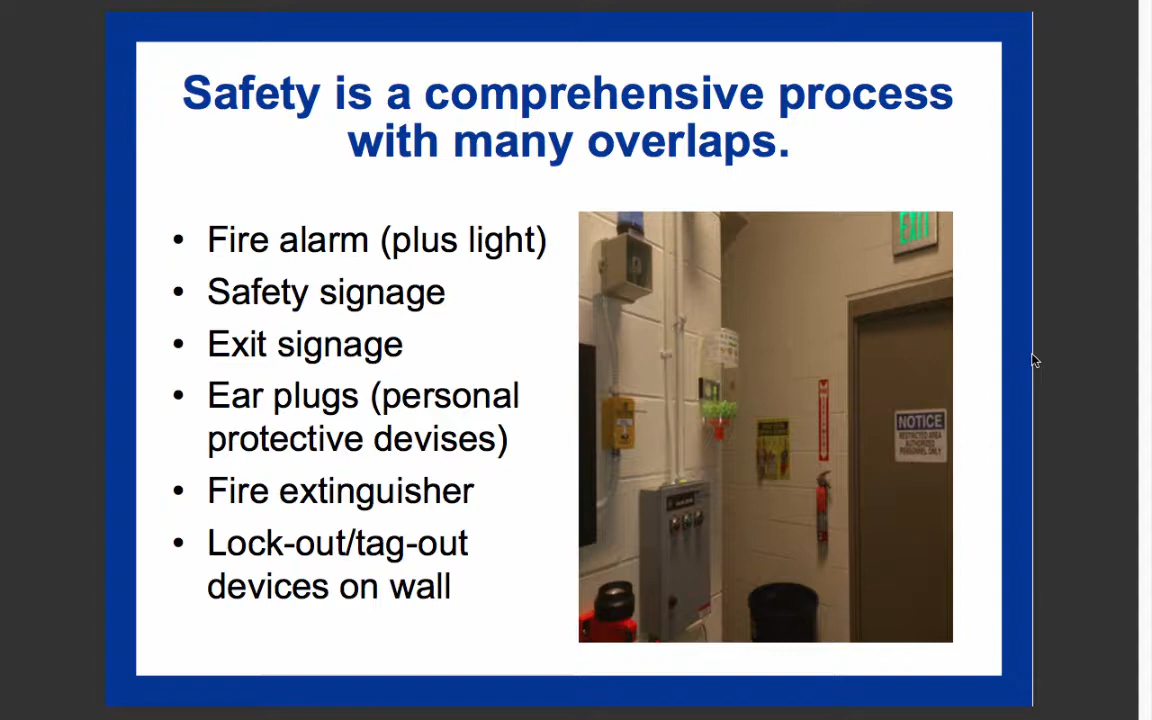 Safety is a comprehensive process
with many overlaps.
• Fire alarm (plus light)
• Safety signage
• Exit signage
• Ear plugs (personal
protective devises)
• Fire extinguisher
• Lock-out/tag-out
devices on wall
EXIT
NOTICE
RESTRICTED AREA
AUTHORIZED
PERSONNEL ONLY